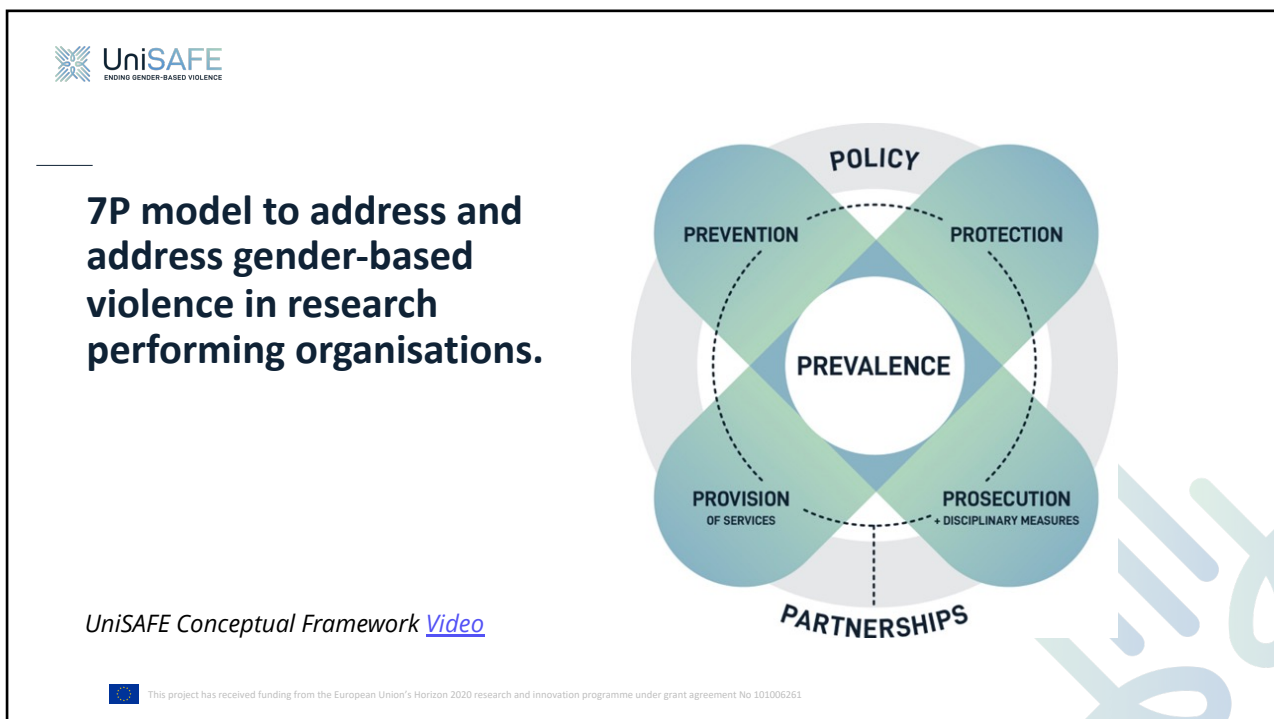 UniSAFE
ENDING GENDER-BASED VIOLENCE
7P model to address and
address gender-based
violence in research
performing organisations.
POLICY
PREVENTION
PROTECTION
PREVALENCE
PROVISION
OF SERVICES
PROSECUTION
+ DISCIPLINARY MEASURES
PARTNERSHIPS
UniSAFE Conceptual Framework Video
This project has received funding from the European Union's Horizon 2020 research and innovation programme under grant agreement No 101006261